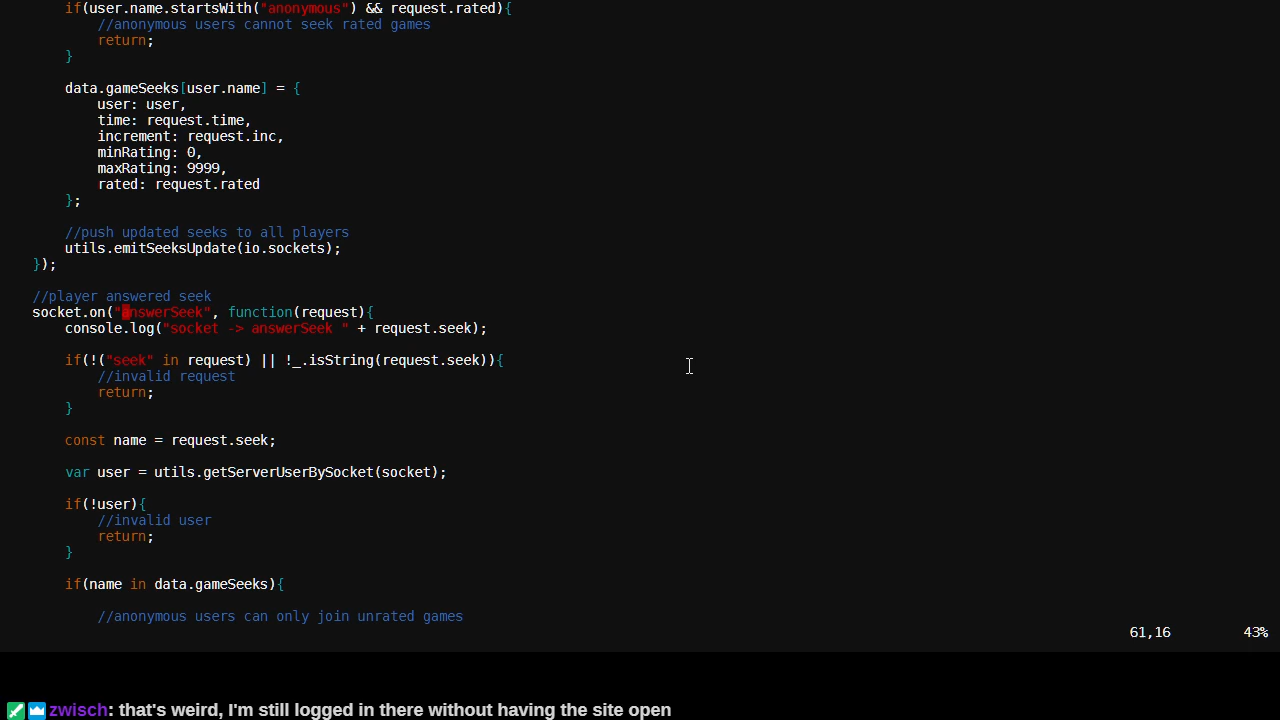 if(user.name.startsWith("anonymous") && request.rated){
//anonymous users cannot seek rated games
return;
}
data.gameSeeks[user.name] = {
user: user,
time: request.time,
increment: request.inc,
minRating: 0,
maxRating: 9999,
rated: request.rated
};
//push updated seeks to all players
utils.emitSeeksUpdate(io.sockets);
});
//player answered seek
socket.on("answerSeek", function(request){
console.log("socket -> answerSeek " + request.seek);
if(!("seek" in request) || !_.isString(request.seek)){
//invalid request
return;
}
const name = request.seek;
var user = utils.getServerUserBySocket(socket);
if(!user){
//invalid user
return;
}
if(name in data.gameSeeks){
//anonymous users can only join unrated games
61,16 43%
zwisch: that's weird, I'm still logged in there without having the site open